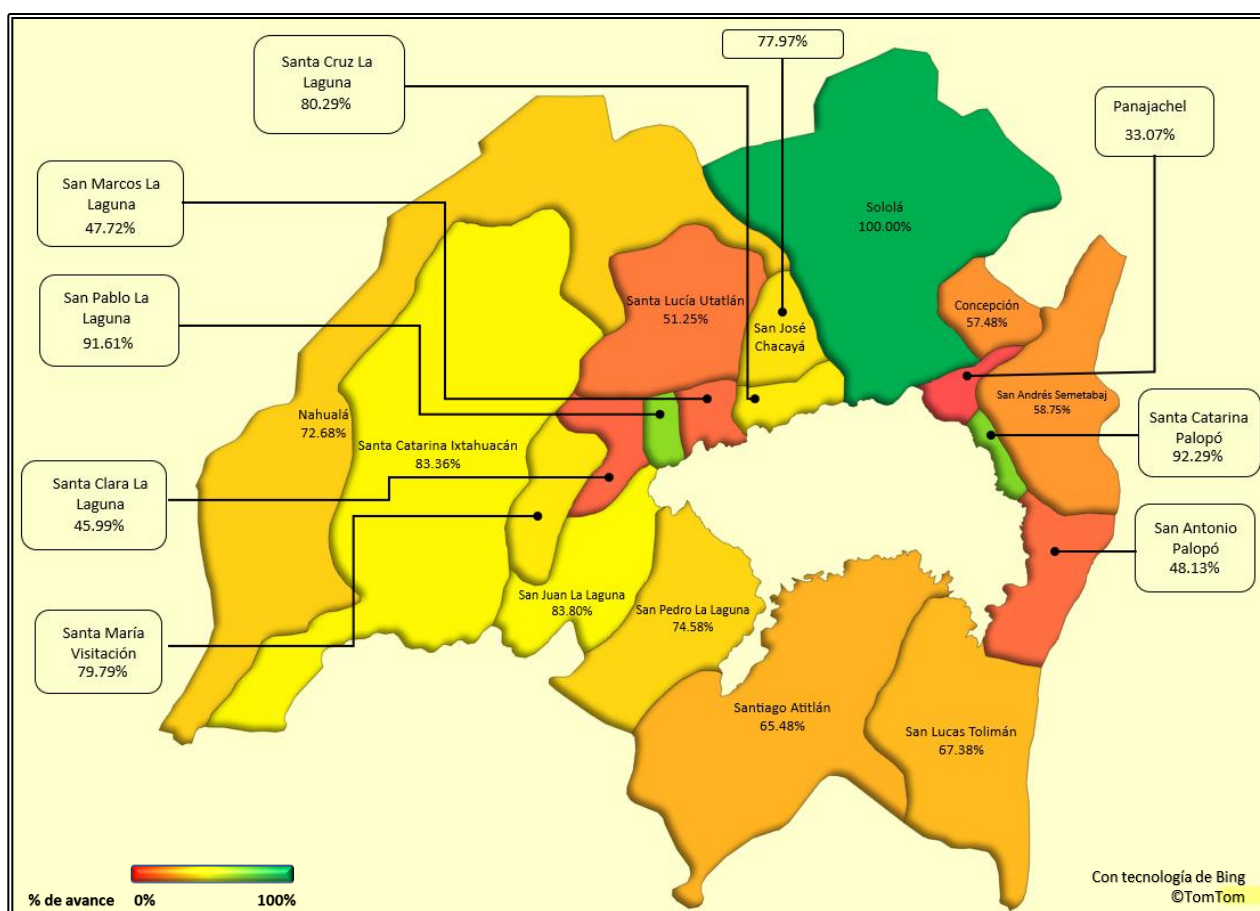 77.97%
Santa Cruz La
Laguna
80.29%
Panajachel
33.07%
San Marcos La
Laguna
47.72%
Sololá
100.00%
San Pablo La
Laguna
91.61%
Santa Lucía Utatlán
51.25%
Concepción
57.48%
San José
Chacayá
San Andrés Semetabaj
58.75%
Nahualá
72.68%
Santa Catarina Ixtahuacán
83.36%
Santa Catarina
Palopó
92.29%
Santa Clara La
Laguna
45.99%
San Antonio
Palopó
48.13%
San Juan La Laguna
83.80%
San Pedro La Laguna
74.58%
Santa María
Visitación
79.79%
Santiago Atitlán
65.48%
San Lucas Tolimán
67.38%
% de avance 0% 100%
Con tecnología de Bing
©TomTom